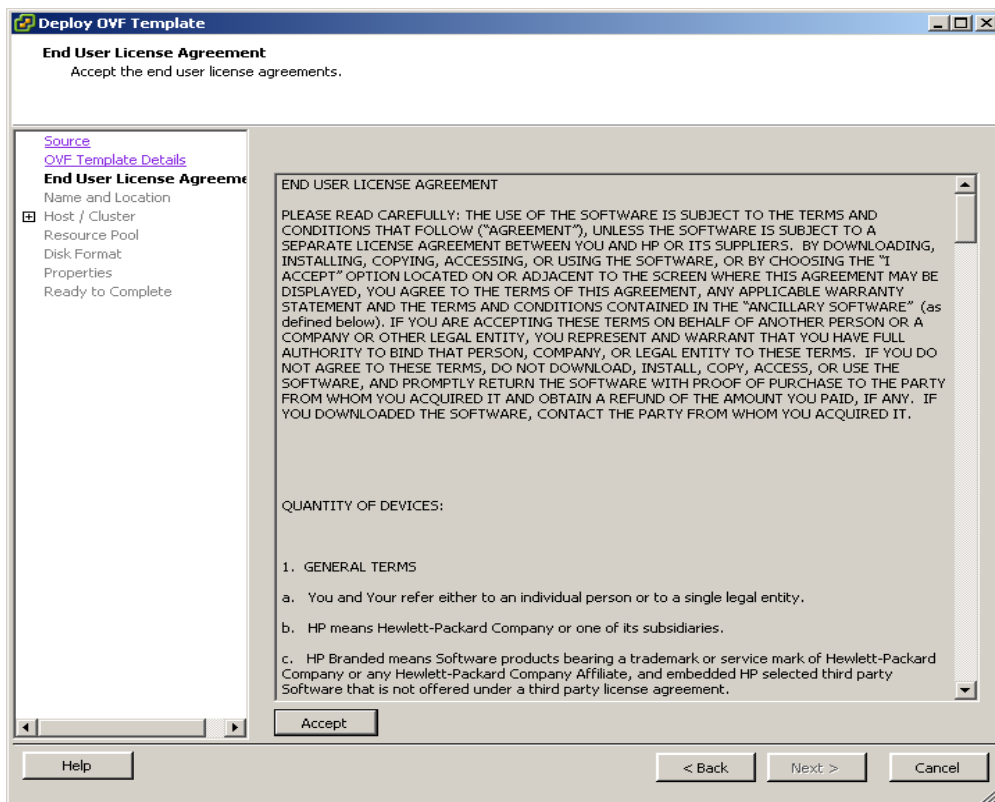 Deploy OVF Template
End User License Agreement
Accept the end user license agreements.
Source
OVF Template Details
End User License Agreeme
Name and Location
Host / Cluster
Resource Pool
Disk Format
Properties
Ready to Complete
END USER LICENSE AGREEMENT
PLEASE READ CAREFULLY: THE USE OF THE SOFTWARE IS SUBJECT TO THE TERMS AND
CONDITIONS THAT FOLLOW (“AGREEMENT”), UNLESS THE SOFTWARE IS SUBJECT TO A
SEPARATE LICENSE AGREEMENT BETWEEN YOU AND HP OR ITS SUPPLIERS.  BY DOWNLOADING,
INSTALLING, COPYING, ACCESSING, OR USING THE SOFTWARE, OR BY CHOOSING THE “I
ACCEPT” OPTION LOCATED ON OR ADJACENT TO THE SCREEN WHERE THIS AGREEMENT MAY BE
DISPLAYED, YOU AGREE TO THE TERMS OF THIS AGREEMENT, ANY APPLICABLE WARRANTY
STATEMENT AND THE TERMS AND CONDITIONS CONTAINED IN THE “ANCILLARY SOFTWARE”  (as
defined below). IF YOU ARE ACCEPTING THESE TERMS ON BEHALF OF ANOTHER PERSON OR A
COMPANY OR OTHER LEGAL ENTITY, YOU REPRESENT AND WARRANT THAT YOU HAVE FULL
AUTHORITY TO BIND THAT PERSON, COMPANY, OR LEGAL ENTITY TO THESE TERMS.  IF YOU DO
NOT AGREE TO THESE TERMS, DO NOT DOWNLOAD, INSTALL, COPY, ACCESS, OR USE THE
SOFTWARE, AND PROMPTLY RETURN THE SOFTWARE WITH PROOF OF PURCHASE TO THE PARTY
FROM WHOM YOU ACQUIRED IT AND OBTAIN A REFUND OF THE AMOUNT YOU PAID, IF ANY.  IF
YOU DOWNLOADED THE SOFTWARE, CONTACT THE PARTY FROM WHOM YOU ACQUIRED IT.
QUANTITY OF DEVICES:
1.  GENERAL TERMS
a.   You and Your refer either to an individual person or to a single legal entity.
b.   HP means Hewlett-Packard Company or one of its subsidiaries.
c.   HP Branded means Software products bearing a trademark or service mark of Hewlett-Packard
Company or any Hewlett-Packard Company Affiliate, and embedded HP selected third party
Software that is not offered under a third party license agreement.
Accept
Help
< Back
Next >
Cancel